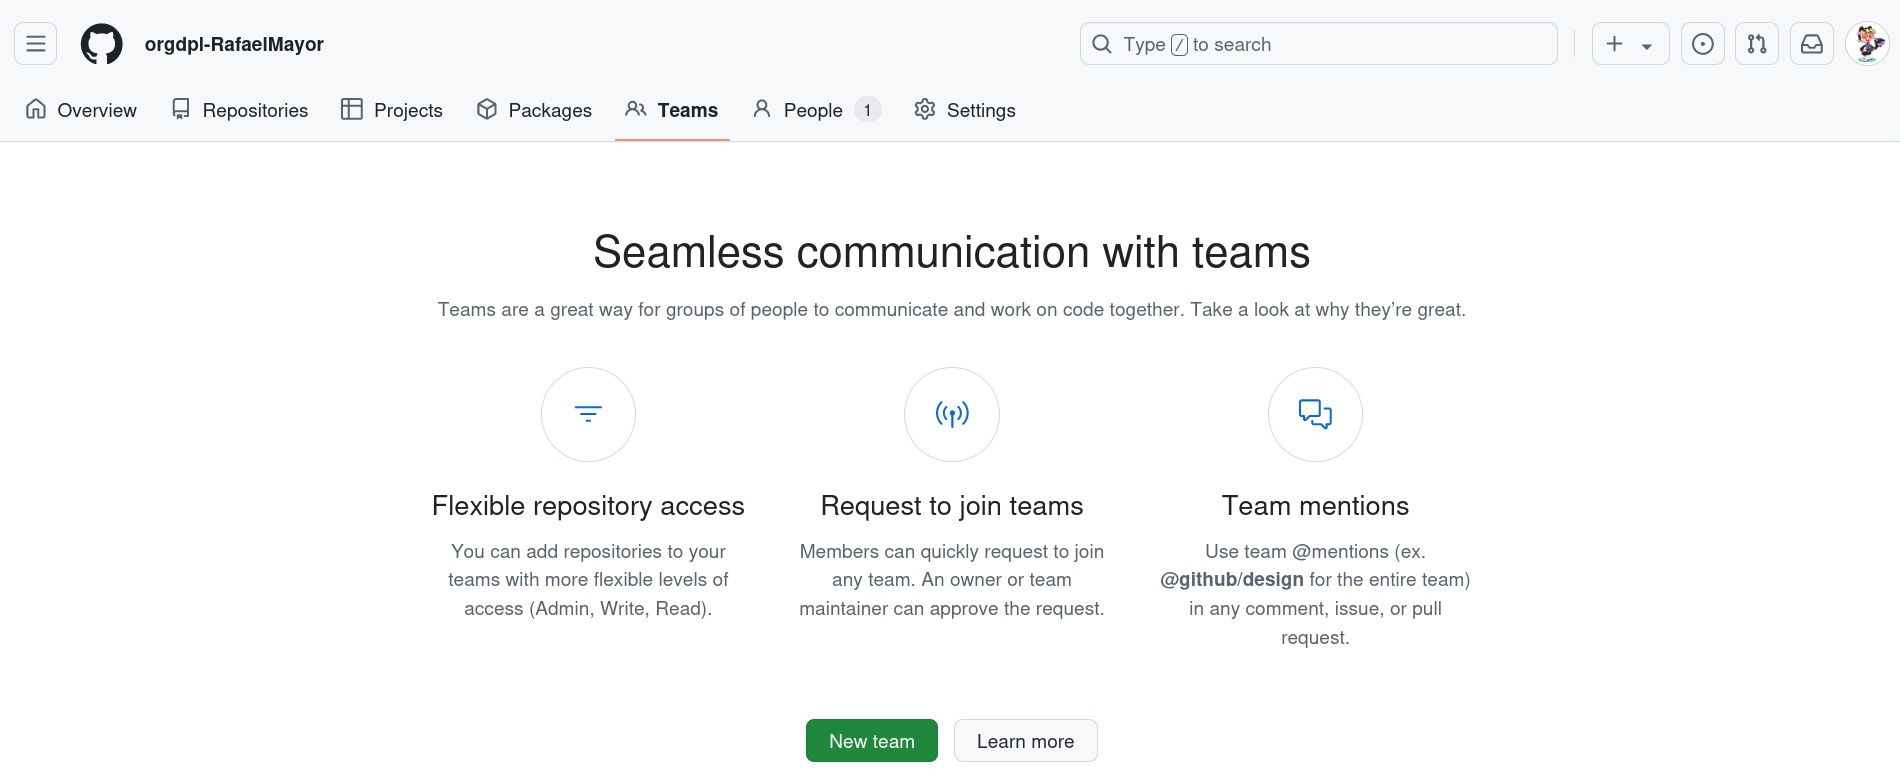 orgdpl-RafaelMayor
Type / to search
Overview Repositories Projects Packages Teams People 1 Settings
Seamless communication with teams
Teams are a great way for groups of people to communicate and work on code together. Take a look at why they’re great.
Flexible repository access
You can add repositories to your
teams with more flexible levels of
access (Admin, Write, Read).
Request to join teams
Members can quickly request to join
any team. An owner or team
maintainer can approve the request.
Team mentions
Use team @mentions (ex.
@github/design for the entire team)
in any comment, issue, or pull
request.
New team
Learn more